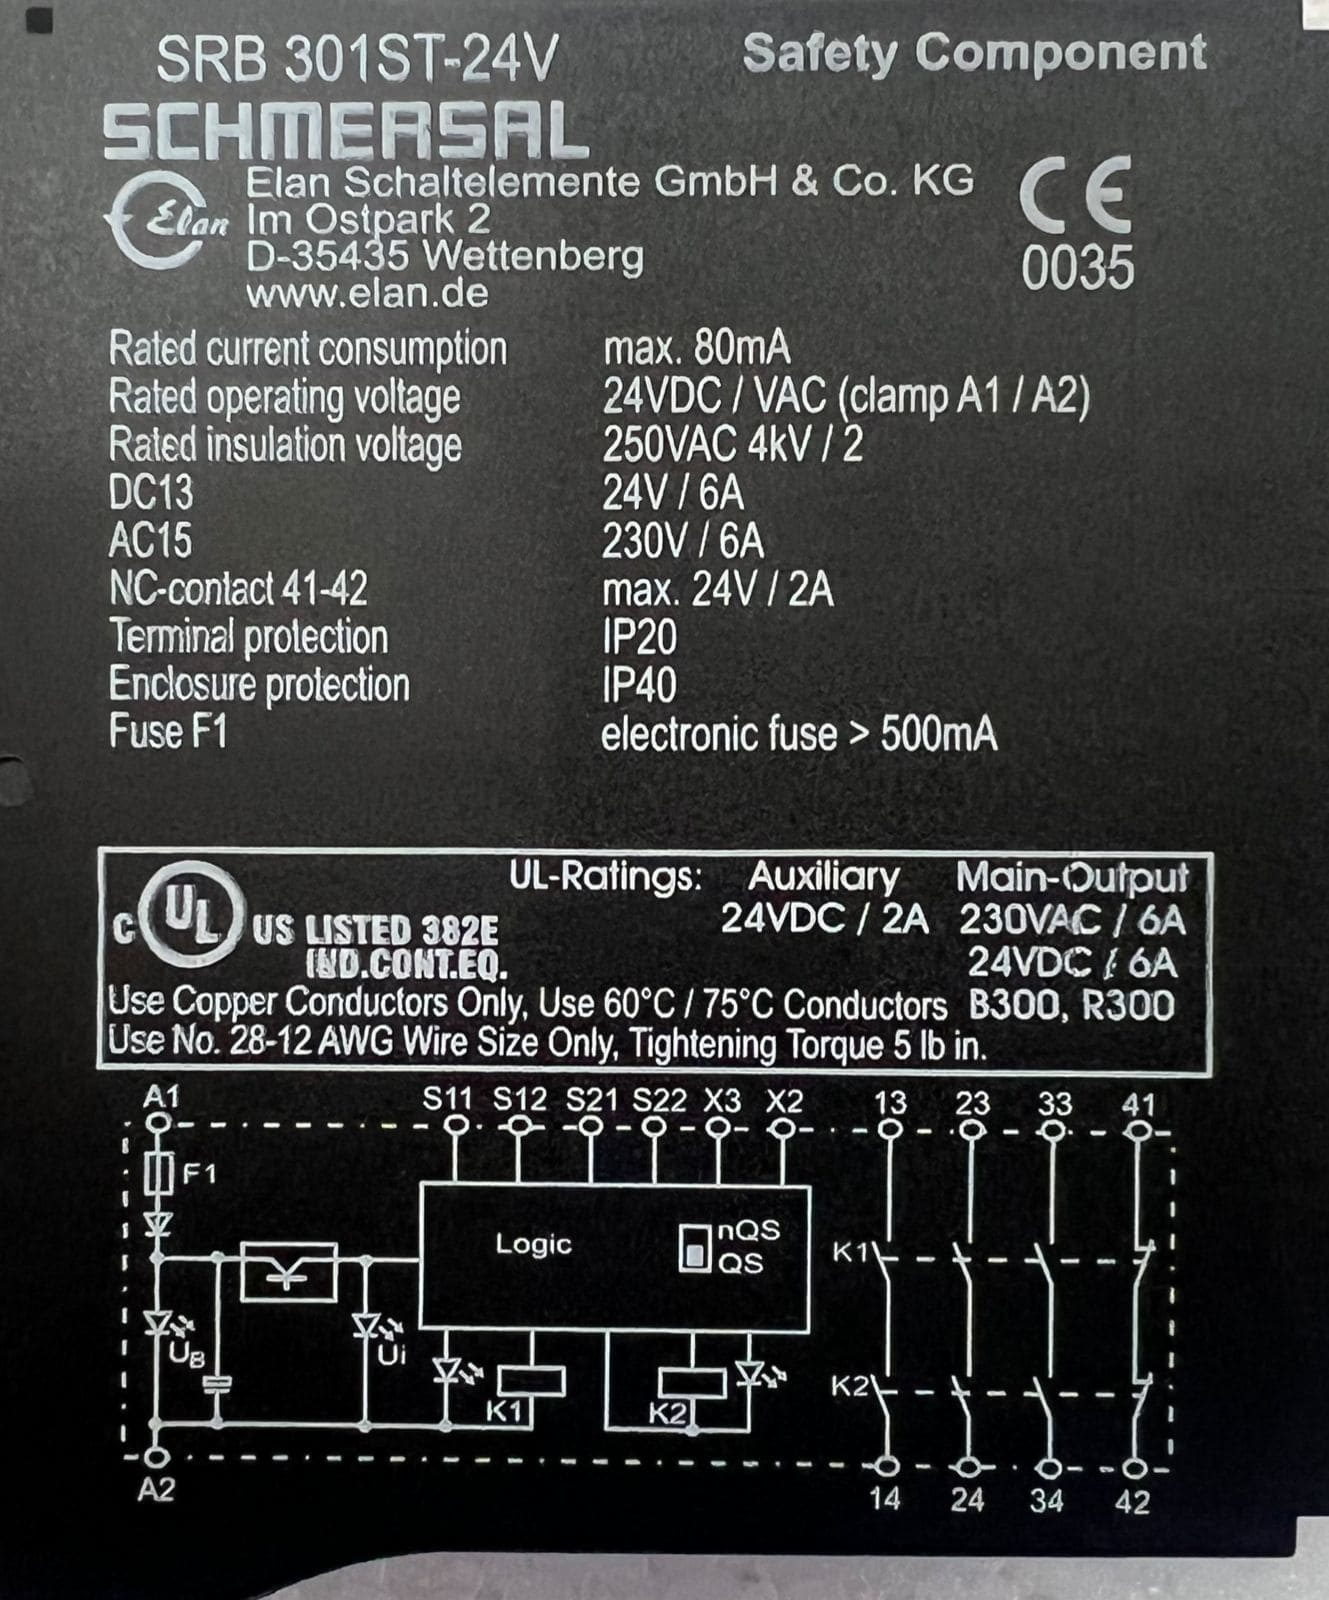 SRB 301ST-24V Safety Component
SCHMERSAL
Elan
Elan Schaltelemente GmbH & Co. KG
Im Ostpark 2
D-35435 Wettenberg
www.elan.de
CE
0035
Rated current consumption max. 80mA
Rated operating voltage 24VDC / VAC (clamp A1 / A2)
Rated insulation voltage 250VAC 4kV / 2
DC13 24V / 6A
AC15 230V / 6A
NC-contact 41-42 max. 24V / 2A
Terminal protection IP20
Enclosure protection IP40
Fuse F1 electronic fuse > 500mA
UL-Ratings: Auxiliary Main-Output
24VDC / 2A 230VAC / 6A
C UL US LISTED 382E
24VDC / 6A
IND.CONT.EQ.
Use Copper Conductors Only, Use 60°C / 75°C Conductors B300, R300
Use No. 28-12 AWG Wire Size Only, Tightening Torque 5 lb in.
A1 S11 S12 S21 S22 X3 X2 13 23 33 41
F1
Logic nQS
QS
K1
UB Ui
K1 K2 K2
A2 14 24 34 42